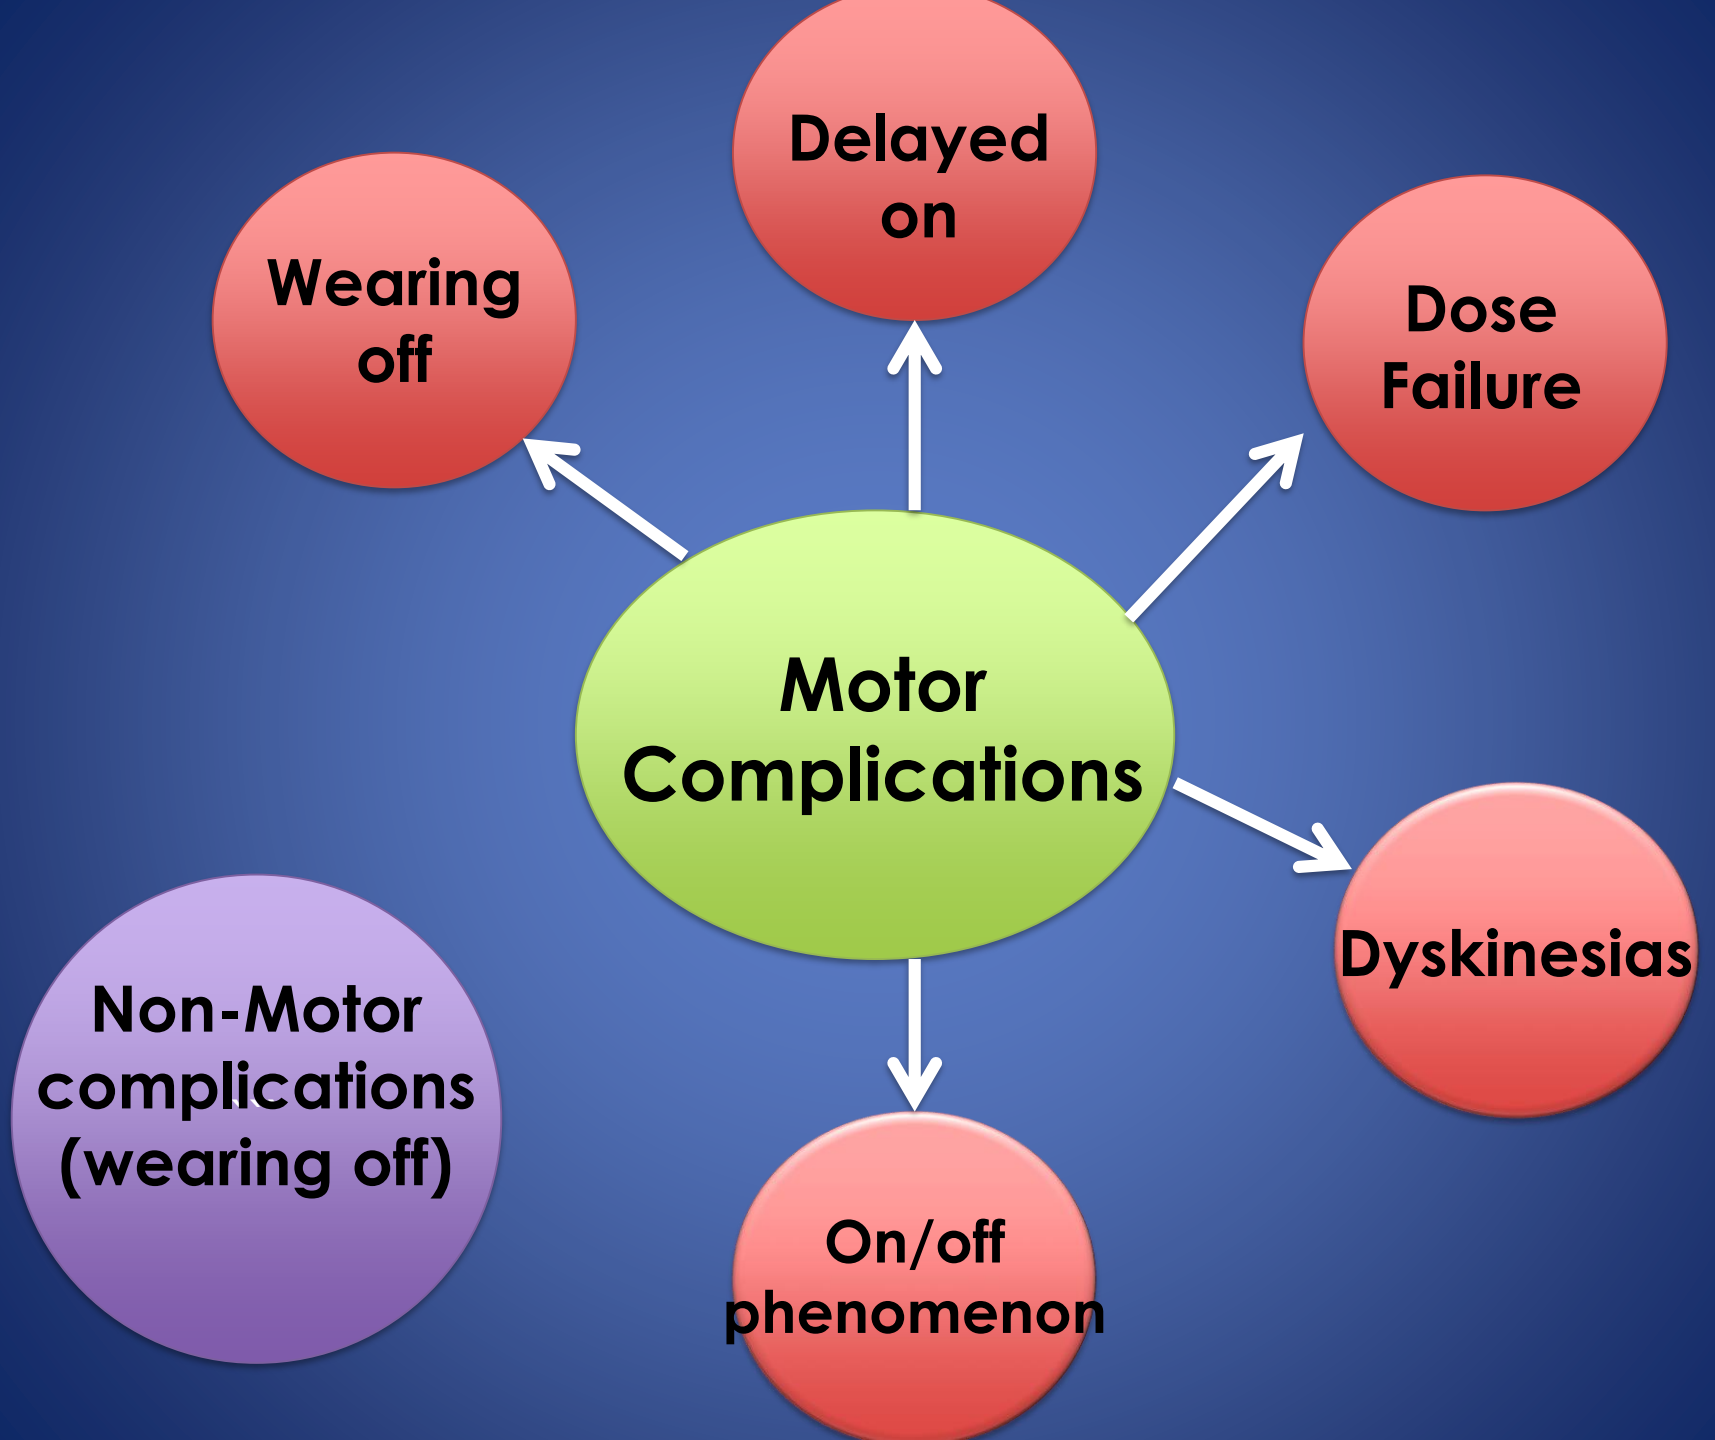 Delayed
on
Wearing
off
Dose
Failure
Motor
Complications
Dyskinesias
Non-Motor
complications
(wearing off)
On/off
phenomenon